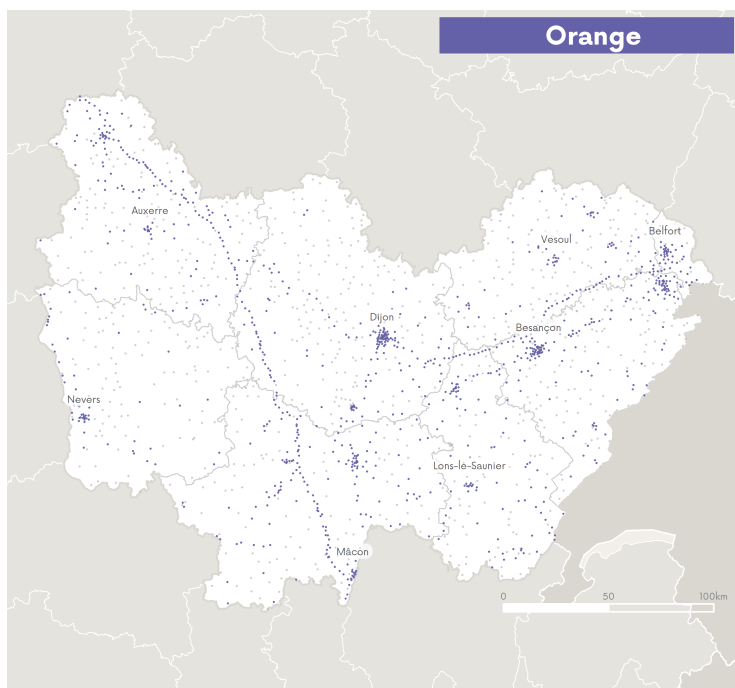 Orange
Auxerre
Belfort
Vesoul
Dijon
Besançon
Nevers
Lons-le-Saunier
Mâcon
0 50 100km